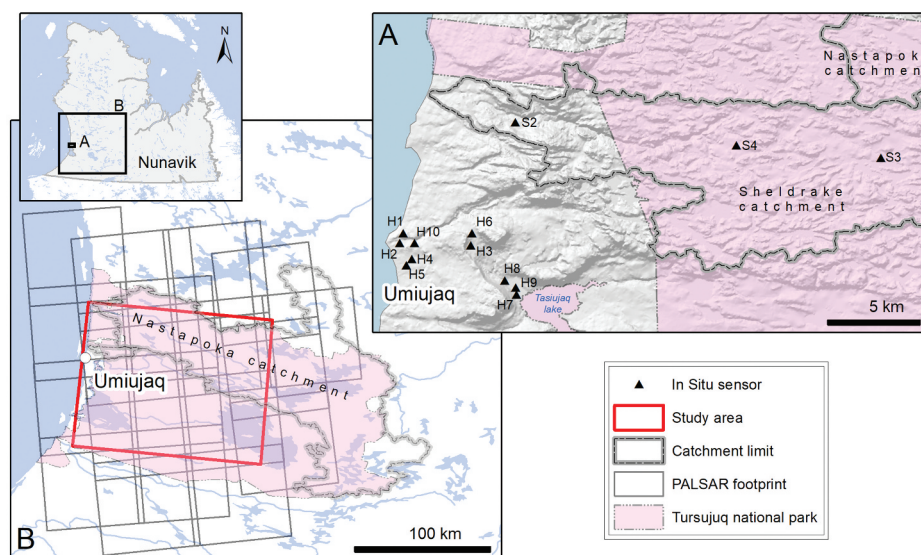 N
B
A
Nunavik
A
Nastapoka
catchment
S2
S4
S3
Sheldrake
catchment
H1
H6
H10
H2
H3
H4
H5
H8
H9
H7
Umiujaq
Tasiujaq
lake
5 km
Nastapoka catchment
Umiujaq
B
100 km
In Situ sensor
Study area
Catchment limit
PALSAR footprint
Tursujuq national park